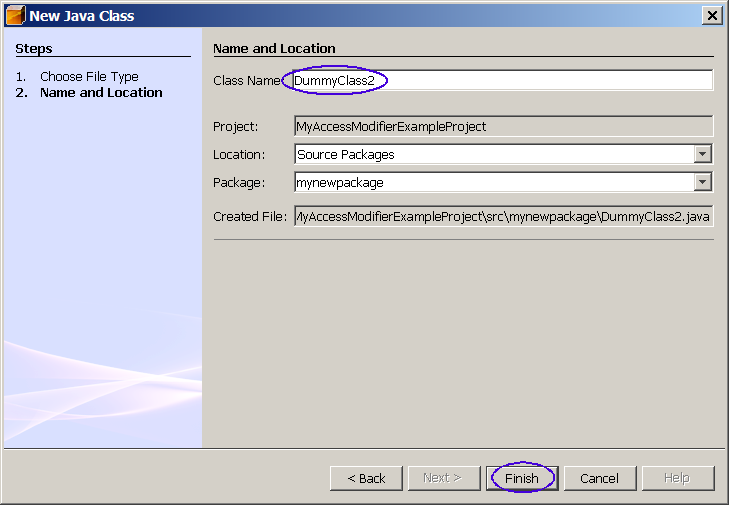 New Java Class
Steps
1. Choose File Type
2. Name and Location
Name and Location
Class Name: DummyClass2
Project: MyAccessModifierExampleProject
Location: Source Packages
Package: mynewpackage
Created File: MyAccessModifierExampleProject\src\mynewpackage\DummyClass2.java
< Back Next > Finish Cancel Help